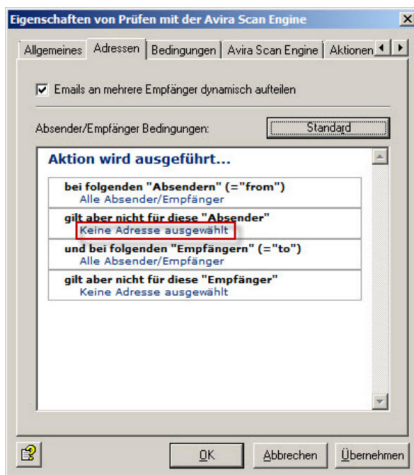 Eigenschaften von Prüfen mit der Avira Scan Engine
Allgemeines Adressen Bedingungen Avira Scan Engine Aktionen
Emails an mehrere Empfänger dynamisch aufteilen
Absender/Empfänger Bedingungen: Standard
Aktion wird ausgeführt...
bei folgenden "Absendern" (="from")
Alle Absender/Empfänger
gilt aber nicht für diese "Absender"
Keine Adresse ausgewählt
und bei folgenden "Empfängern" (="to")
Alle Absender/Empfänger
gilt aber nicht für diese "Empfänger"
Keine Adresse ausgewählt
OK Abbrechen Übernehmen